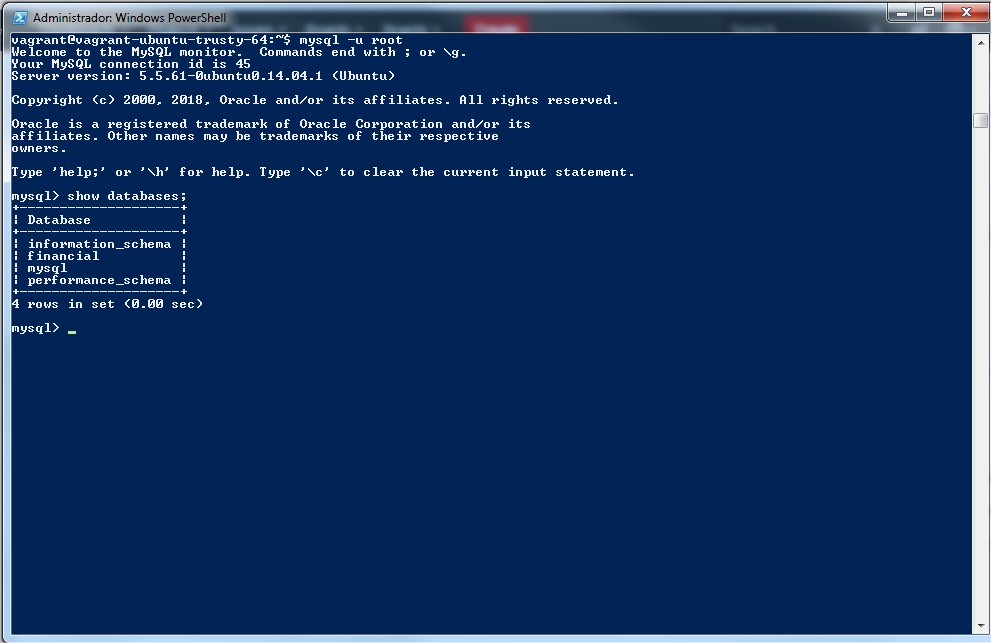 Administrador: Windows PowerShell
vagrant@vagrant-ubuntu-trusty-64:~$ mysql -u root
Welcome to the MySQL monitor.  Commands end with ; or \g.
Your MySQL connection id is 45
Server version: 5.5.61-0ubuntu0.14.04.1 (Ubuntu)

Copyright (c) 2000, 2018, Oracle and/or its affiliates. All rights reserved.

Oracle is a registered trademark of Oracle Corporation and/or its
affiliates. Other names may be trademarks of their respective
owners.

Type 'help;' or '\h' for help. Type '\c' to clear the current input statement.

mysql> show databases;
+--------------------+
| Database           |
+--------------------+
| information_schema |
| financial          |
| mysql              |
| performance_schema |
+--------------------+
4 rows in set (0.00 sec)

mysql> _